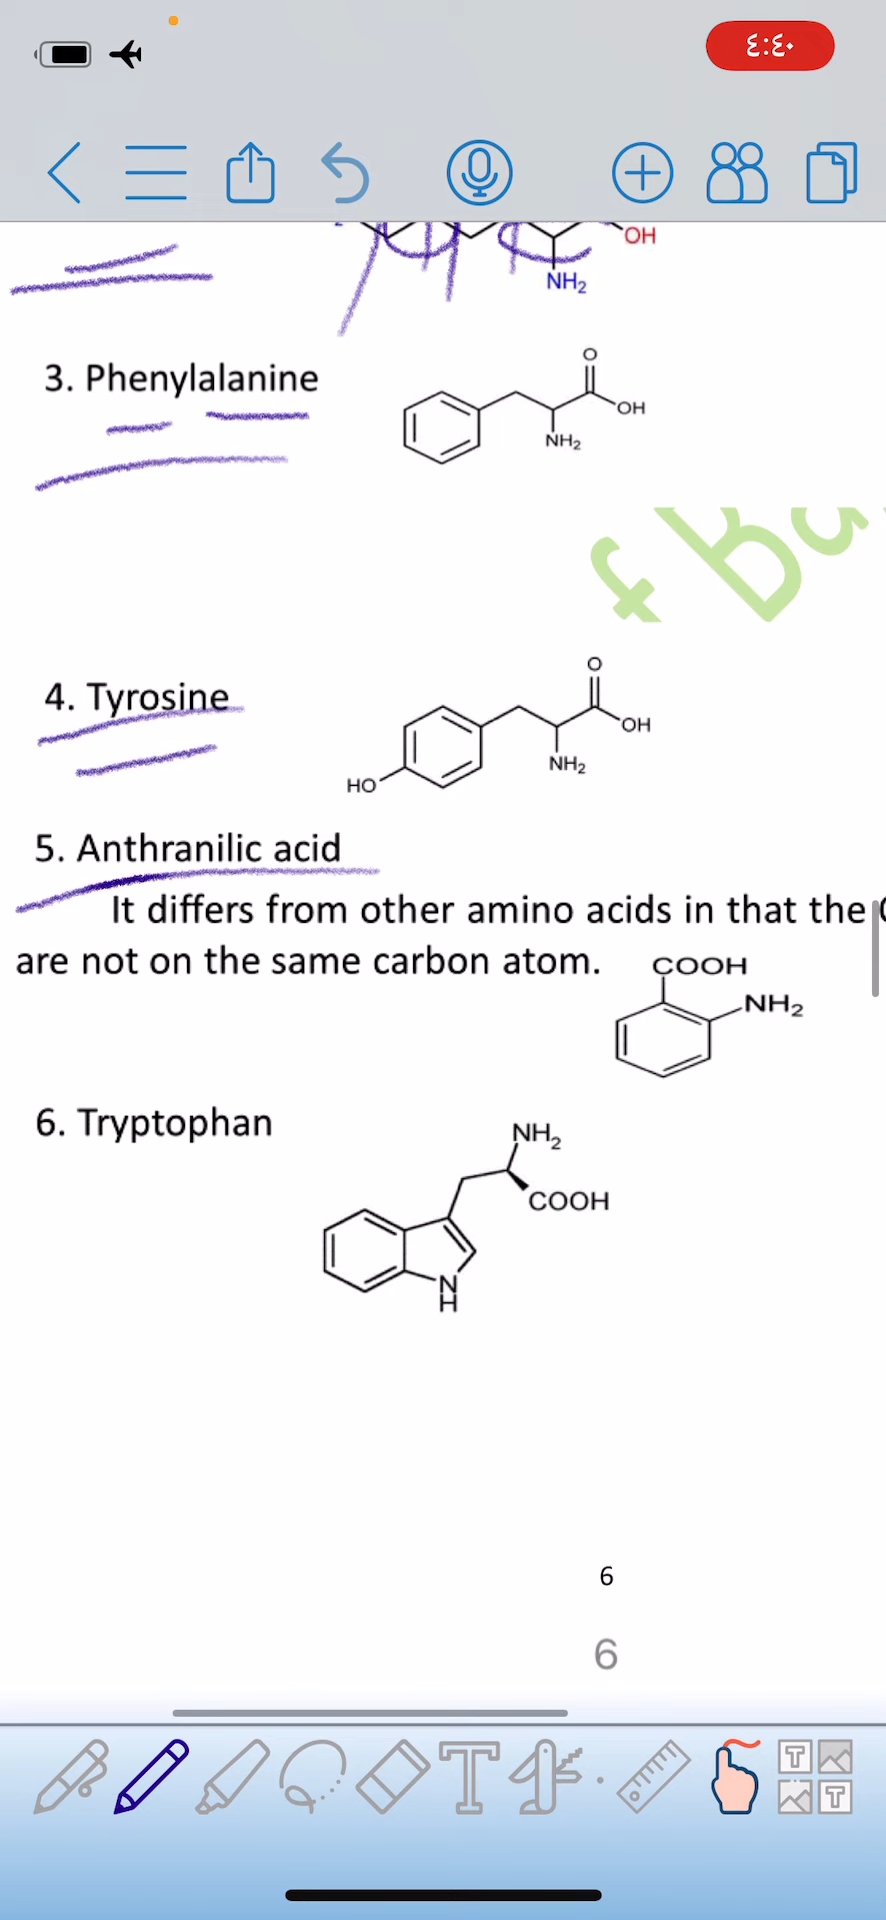 ٤:٤٠
OH
NH₂
3. Phenylalanine
O
OH
NH₂
4. Tyrosine
O
OH
NH₂
HO
5. Anthranilic acid
It differs from other amino acids in that the
are not on the same carbon atom.
COOH
NH₂
6. Tryptophan
NH₂
COOH
N
H
6
6